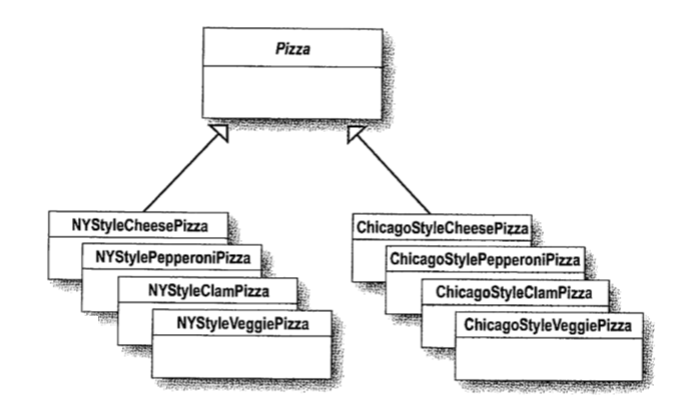 Pizza
NYStyleCheesePizza
NYStylePepperoniPizza
NYStyleClamPizza
NYStyleVeggiePizza
ChicagoStyleCheesePizza
ChicagoStylePepperoniPizza
ChicagoStyleClamPizza
ChicagoStyleVeggiePizza